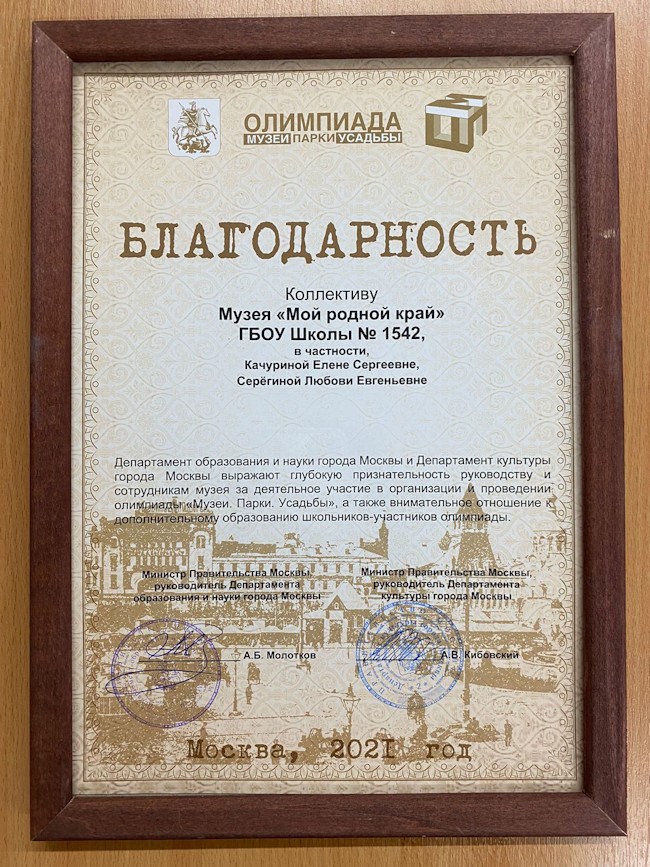 ОЛИМПИАДА
МУЗЕИ ПАРКИ УСАДЬБЫ
БЛАГОДАРНОСТЬ
Коллективу
Музея «Мой родной край»
ГБОУ Школы № 1542,
в частности,
Качуриной Елене Сергеевне,
Серёгиной Любови Евгеньевне
Департамент образования и науки города Москвы и Департамент культуры
города Москвы выражают глубокую признательность руководству и
сотрудникам музея за деятельное участие в организации и проведении
олимпиады «Музеи. Парки. Усадьбы», а также внимательное отношение к
дополнительному образованию школьников-участников олимпиады.
Министр Правительства Москвы,
руководитель Департамента
образования и науки города Москвы
А.Б. Молотков
Министр Правительства Москвы,
руководитель Департамента
культуры города Москвы
А.В. Кибовский
Москва, 2021 год